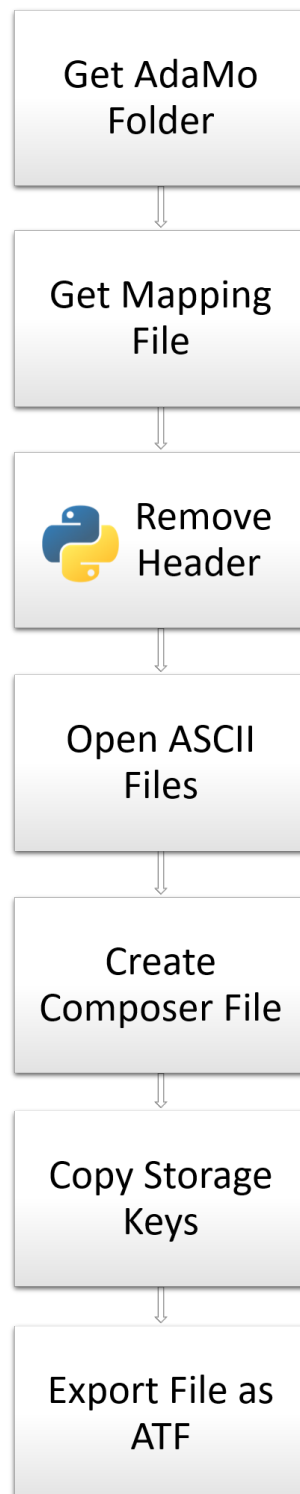 Get AdaMo
Folder
Get Mapping
File
Remove
Header
Open ASCII
Files
Create
Composer File
Copy Storage
Keys
Export File as
ATF